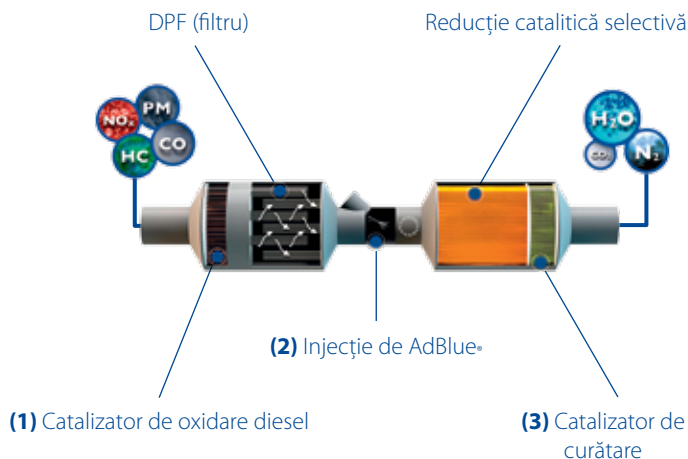 DPF (filtru)
Reducție catalitică selectivă
PM
NOₓ
CO
HC
H₂O
CO₂
N₂
(2) Injecție de AdBlue®
(1) Catalizator de oxidare diesel
(3) Catalizator de
curătare